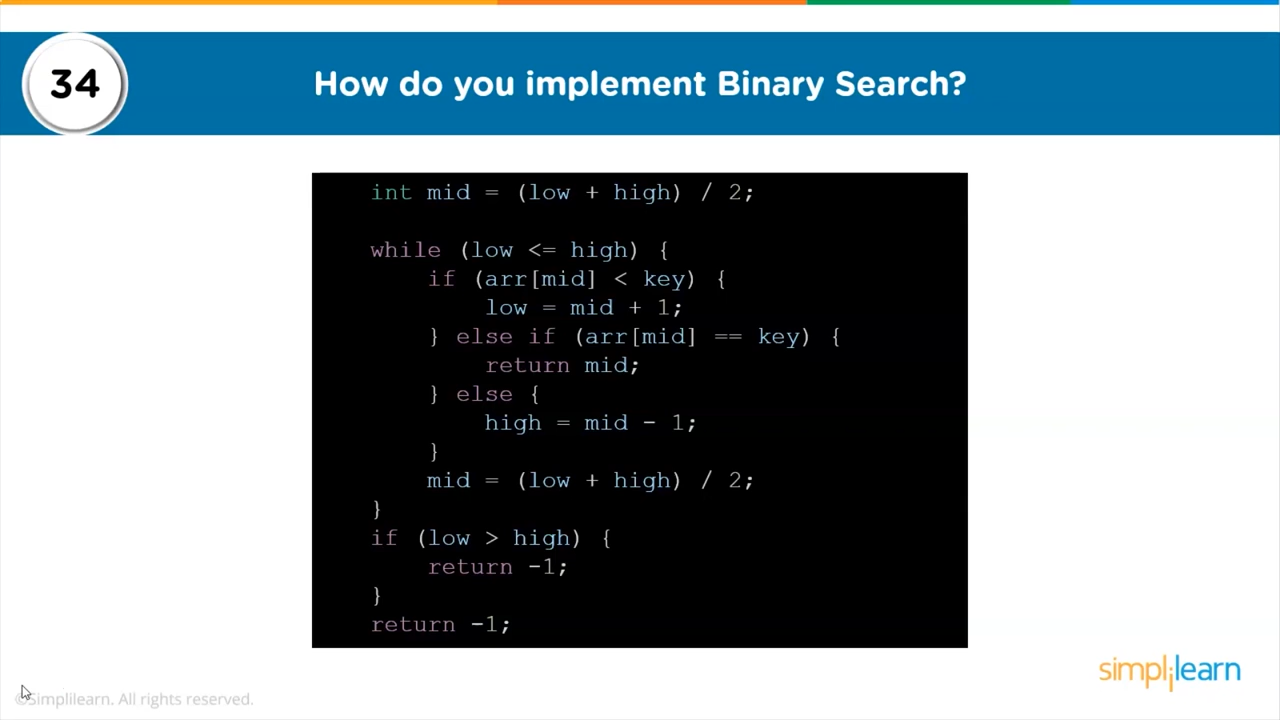 34
How do you implement Binary Search?
int mid = (low + high) / 2;
while (low <= high) {
if (arr[mid] < key) {
low = mid + 1;
} else if (arr[mid] == key) {
return mid;
} else {
high = mid - 1;
}
mid = (low + high) / 2;
}
if (low > high) {
return -1;
}
return -1;
simplilearn
©Simplilearn. All rights reserved.